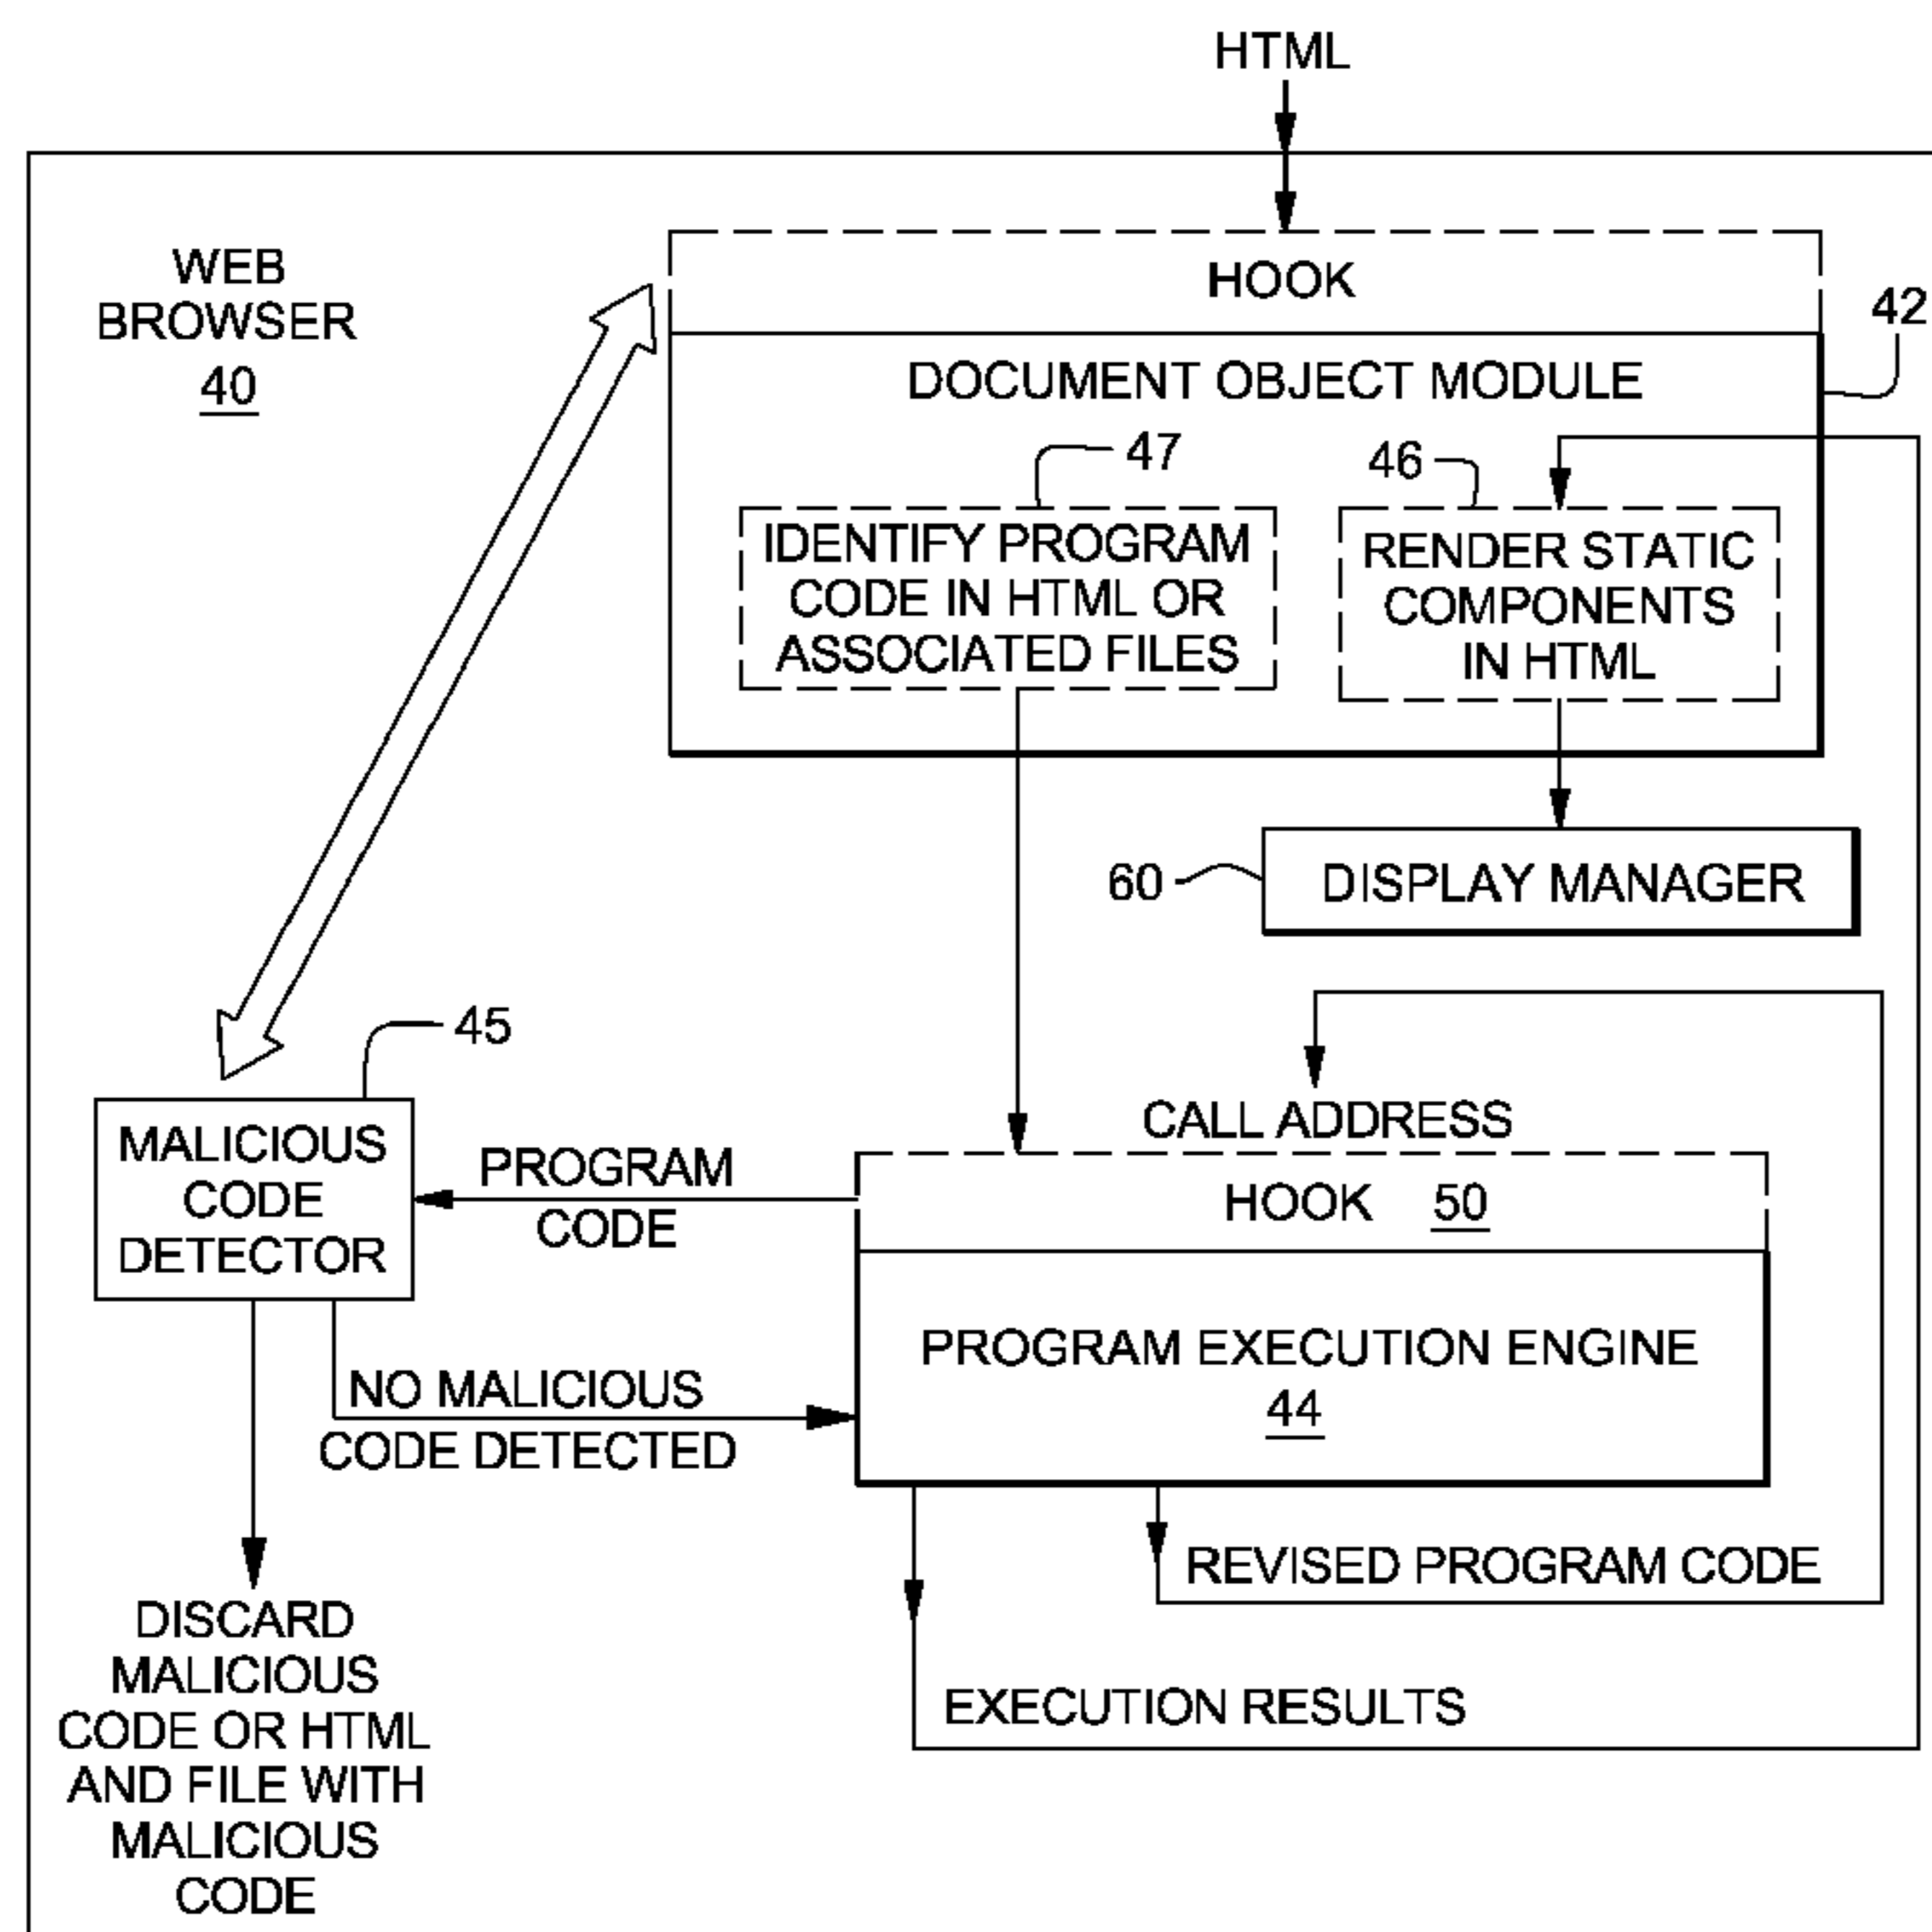 HTML
WEB
BROWSER
40
HOOK
42
DOCUMENT OBJECT MODULE
47
46
IDENTIFY PROGRAM
CODE IN HTML OR
ASSOCIATED FILES
RENDER STATIC
COMPONENTS
IN HTML
60
DISPLAY MANAGER
45
MALICIOUS
CODE
DETECTOR
PROGRAM
CODE
CALL ADDRESS
HOOK 50
PROGRAM EXECUTION ENGINE
44
NO MALICIOUS
CODE DETECTED
REVISED PROGRAM CODE
EXECUTION RESULTS
DISCARD
MALICIOUS
CODE OR HTML
AND FILE WITH
MALICIOUS
CODE